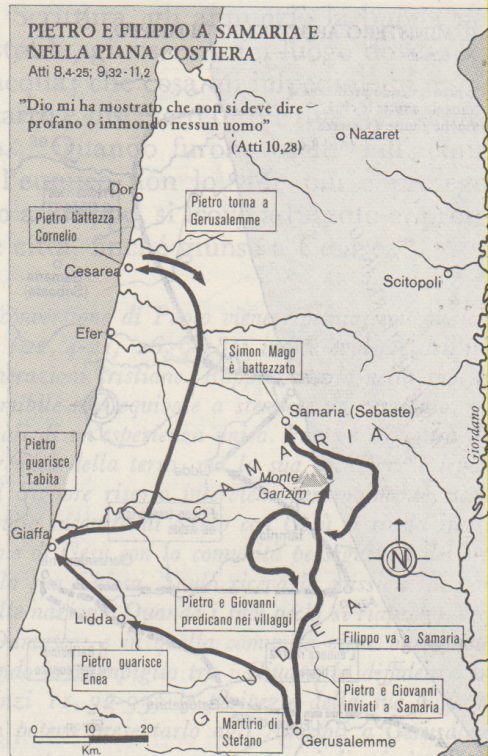 PIETRO E FILIPPO A SAMARIA E
NELLA PIANA COSTIERA
Atti 8,4-25; 9,32-11,2
"Dio mi ha mostrato che non si deve dire
profano o immondo nessun uomo"
(Atti 10,28)
Nazaret
Dor
Pietro battezza
Cornelio
Pietro torna a
Gerusalemme
Cesarea
Scitopoli
Efer
Simon Mago
è battezzato
Samaria (Sebaste)
Giordano
SAMARIA
Monte
Garizim
Pietro
guarisce
Tabita
Giaffa
N
Pietro e Giovanni
predicano nei villaggi
Lidda
Filippo va a Samaria
Pietro guarisce
Enea
GIUDEA
Pietro e Giovanni
inviati a Samaria
Martirio di
Stefano
Gerusalemme
0 10 20
Km.